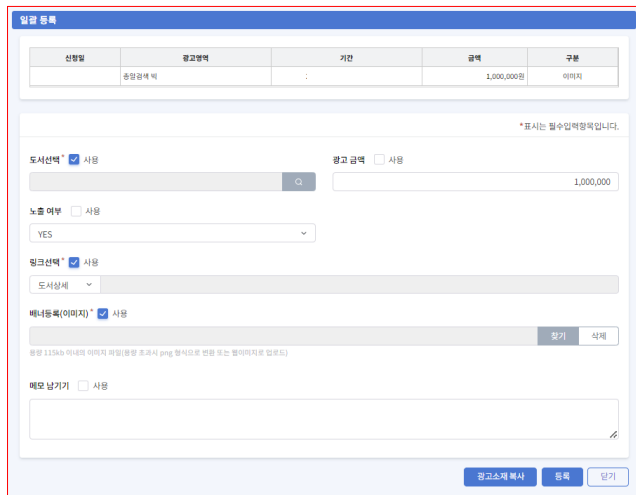 일괄 등록
신청일 광고영역 기간 금액 구분
종합검색 빅 : 1,000,000원 이미지
*표시는 필수입력항목입니다.
도서선택* 사용 광고 금액 사용
1,000,000
노출 여부 사용
YES
링크선택* 사용
도서상세
배너등록(이미지)* 사용
찾기 삭제
용량 115kb 이내의 이미지 파일(용량 초과시 png 형식으로 변환 또는 웹이미지로 업로드)
메모 남기기 사용
광고소재 복사 등록 닫기